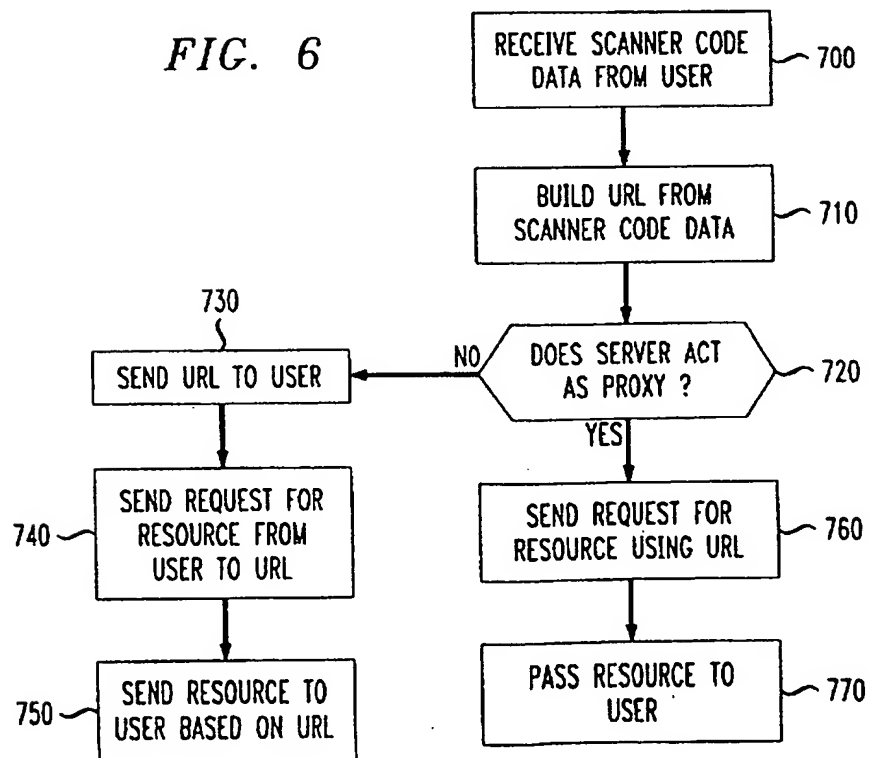 FIG. 6
RECEIVE SCANNER CODE
DATA FROM USER
700
BUILD URL FROM
SCANNER CODE DATA
710
730
SEND URL TO USER
NO
DOES SERVER ACT
AS PROXY ?
720
YES
740
SEND REQUEST FOR
RESOURCE FROM
USER TO URL
SEND REQUEST FOR
RESOURCE USING URL
760
750
SEND RESOURCE TO
USER BASED ON URL
PASS RESOURCE TO
USER
770